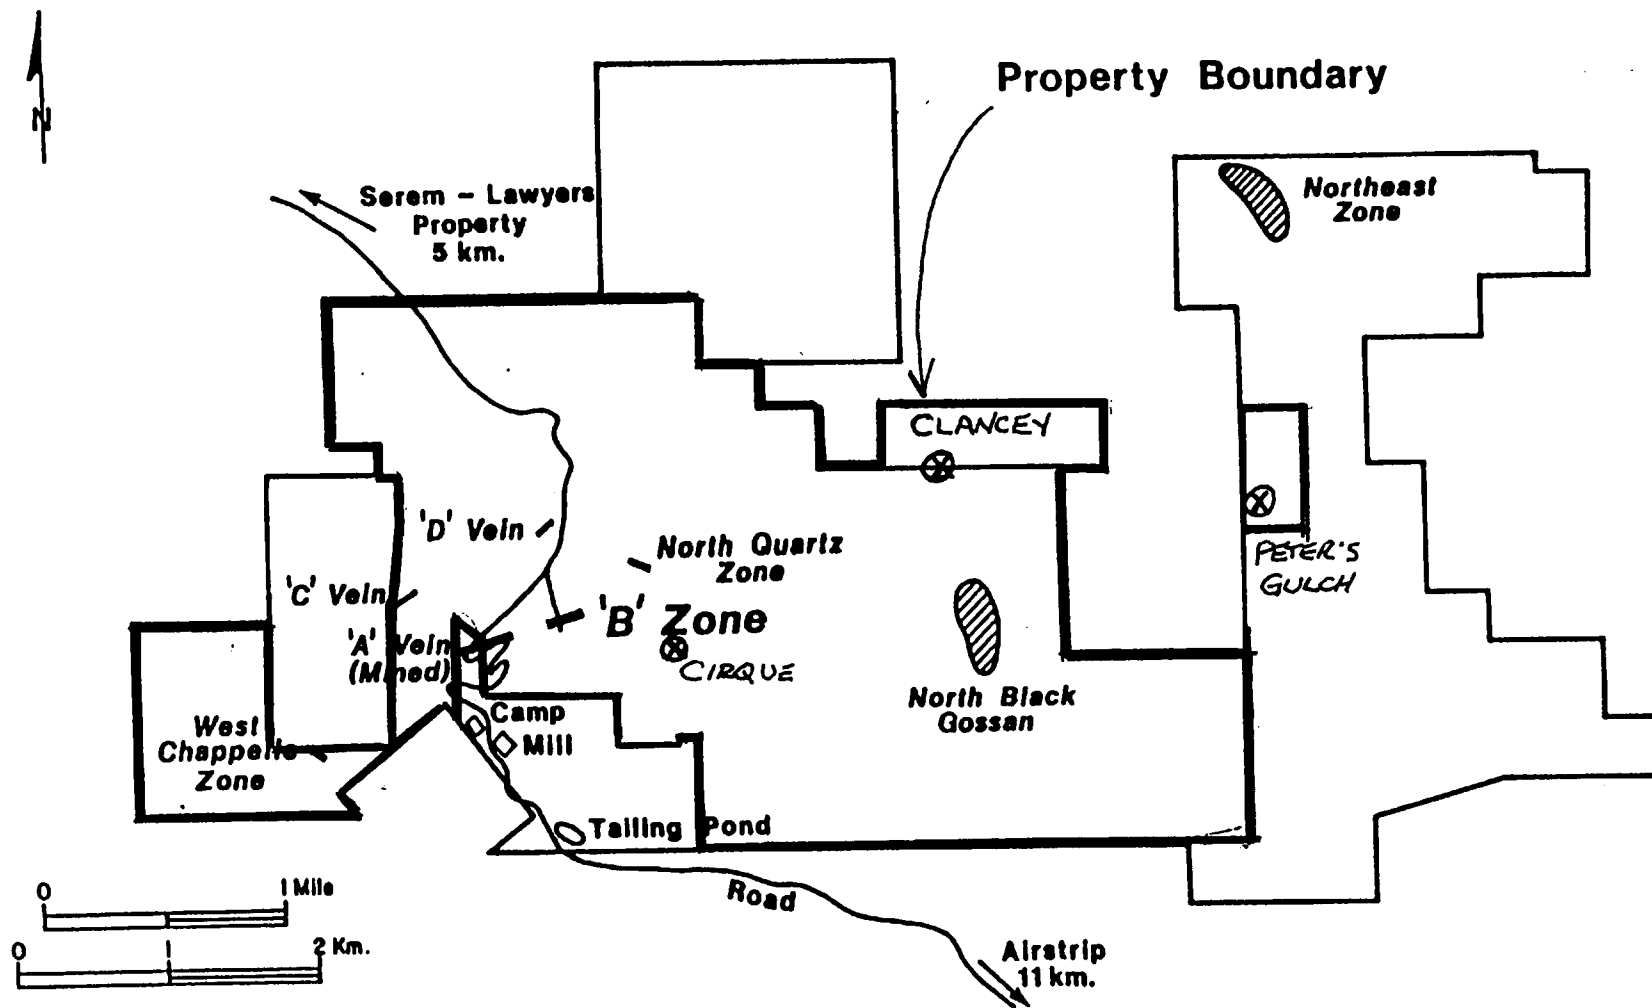 N
Property Boundary
Serem – Lawyers
Property
5 km.
Northeast
Zone
CLANCEY
'D' Vein
North Quartz
Zone
PETER'S
GULCH
'C' Vein
'B' Zone
'A' Vein
(Mined)
CIRQUE
North Black
Gossan
West
Chappelle
Zone
Camp
Mill
Tailing Pond
Road
Airstrip
11 km.
0 1 Mile
0 1 2 Km.